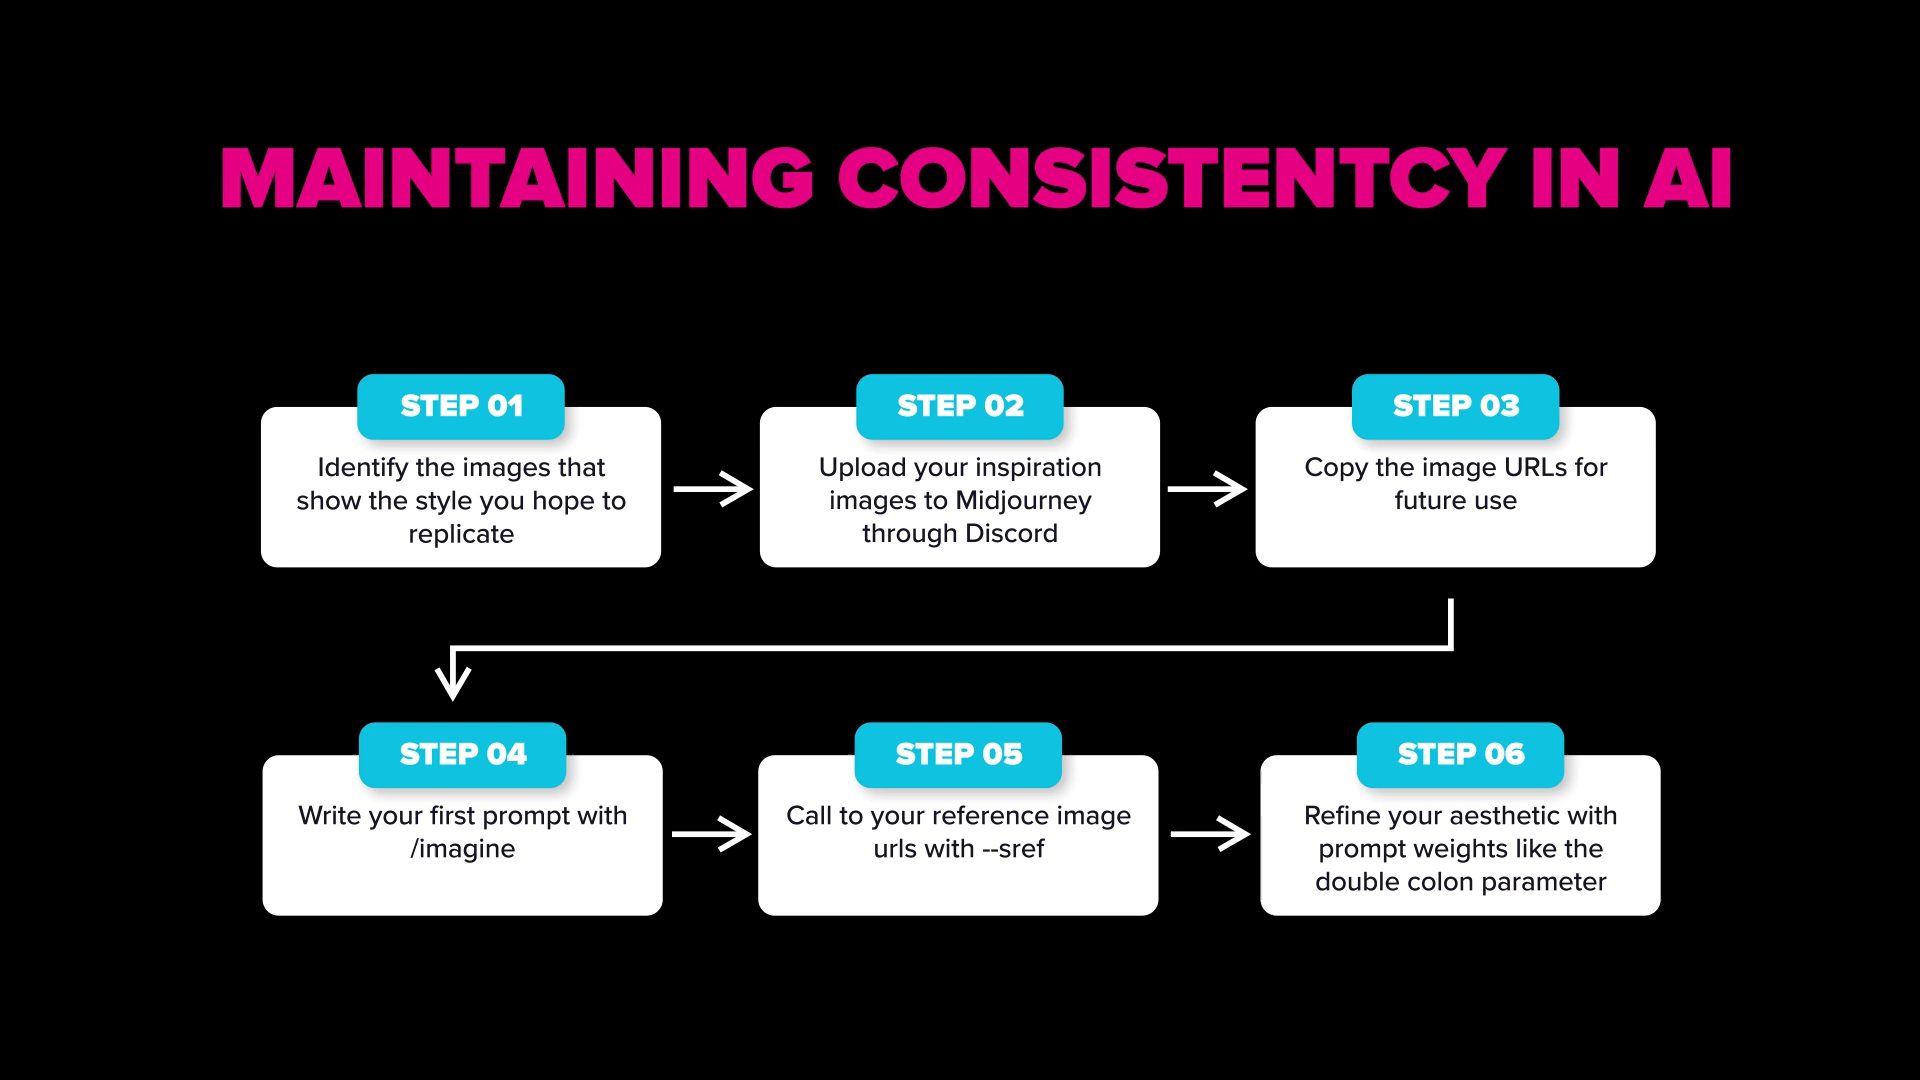 MAINTAINING CONSISTENTCY IN AI
STEP 01
Identify the images that
show the style you hope to
replicate
STEP 02
Upload your inspiration
images to Midjourney
through Discord
STEP 03
Copy the image URLs for
future use
STEP 04
Write your first prompt with
/imagine
STEP 05
Call to your reference image
urls with --sref
STEP 06
Refine your aesthetic with
prompt weights like the
double colon parameter